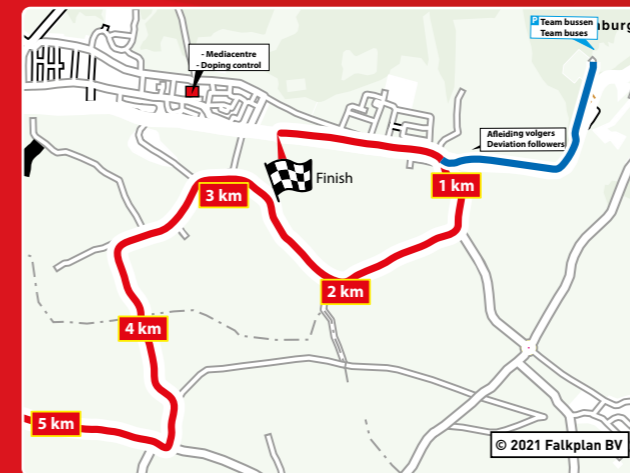 P Team bussen
Team buses
burg
- Mediacentre
- Doping control
Afleiding volgers
Deviation followers
Finish
1 km
3 km
2 km
4 km
5 km
© 2021 Falkplan BV